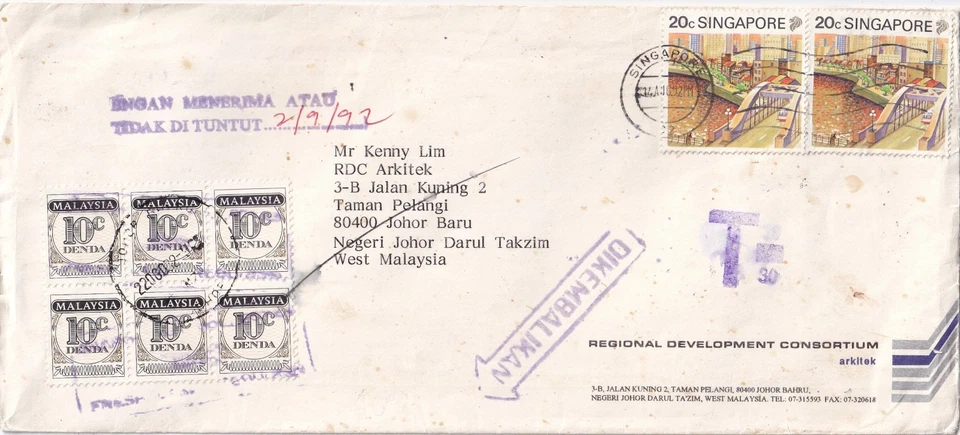 20c SINGAPORE
20c SINGAPORE
SINGAPORE
ENGAN MENERIMA ATAU
TIDAK DI TUNTUT
2/9/92
Mr Kenny Lim
RDC Arkitek
3-B Jalan Kuning 2
Taman Pelangi
80400 Johor Baru
Negeri Johor Darul Takzim
West Malaysia
MALAYSIA
10c
DENDA
MALAYSIA
10c
DENDA
MALAYSIA
10c
DENDA
MALAYSIA
10c
DENDA
MALAYSIA
10c
DENDA
MALAYSIA
10c
DENDA
T
30
DIKEMBALIKAN
REGIONAL DEVELOPMENT CONSORTIUM
arkitek
3-B, JALAN KUNING 2, TAMAN PELANGI, 80400 JOHOR BAHRU,
NEGERI JOHOR DARUL TA'ZIM, WEST MALAYSIA. TEL: 07-315593 FAX: 07-320618